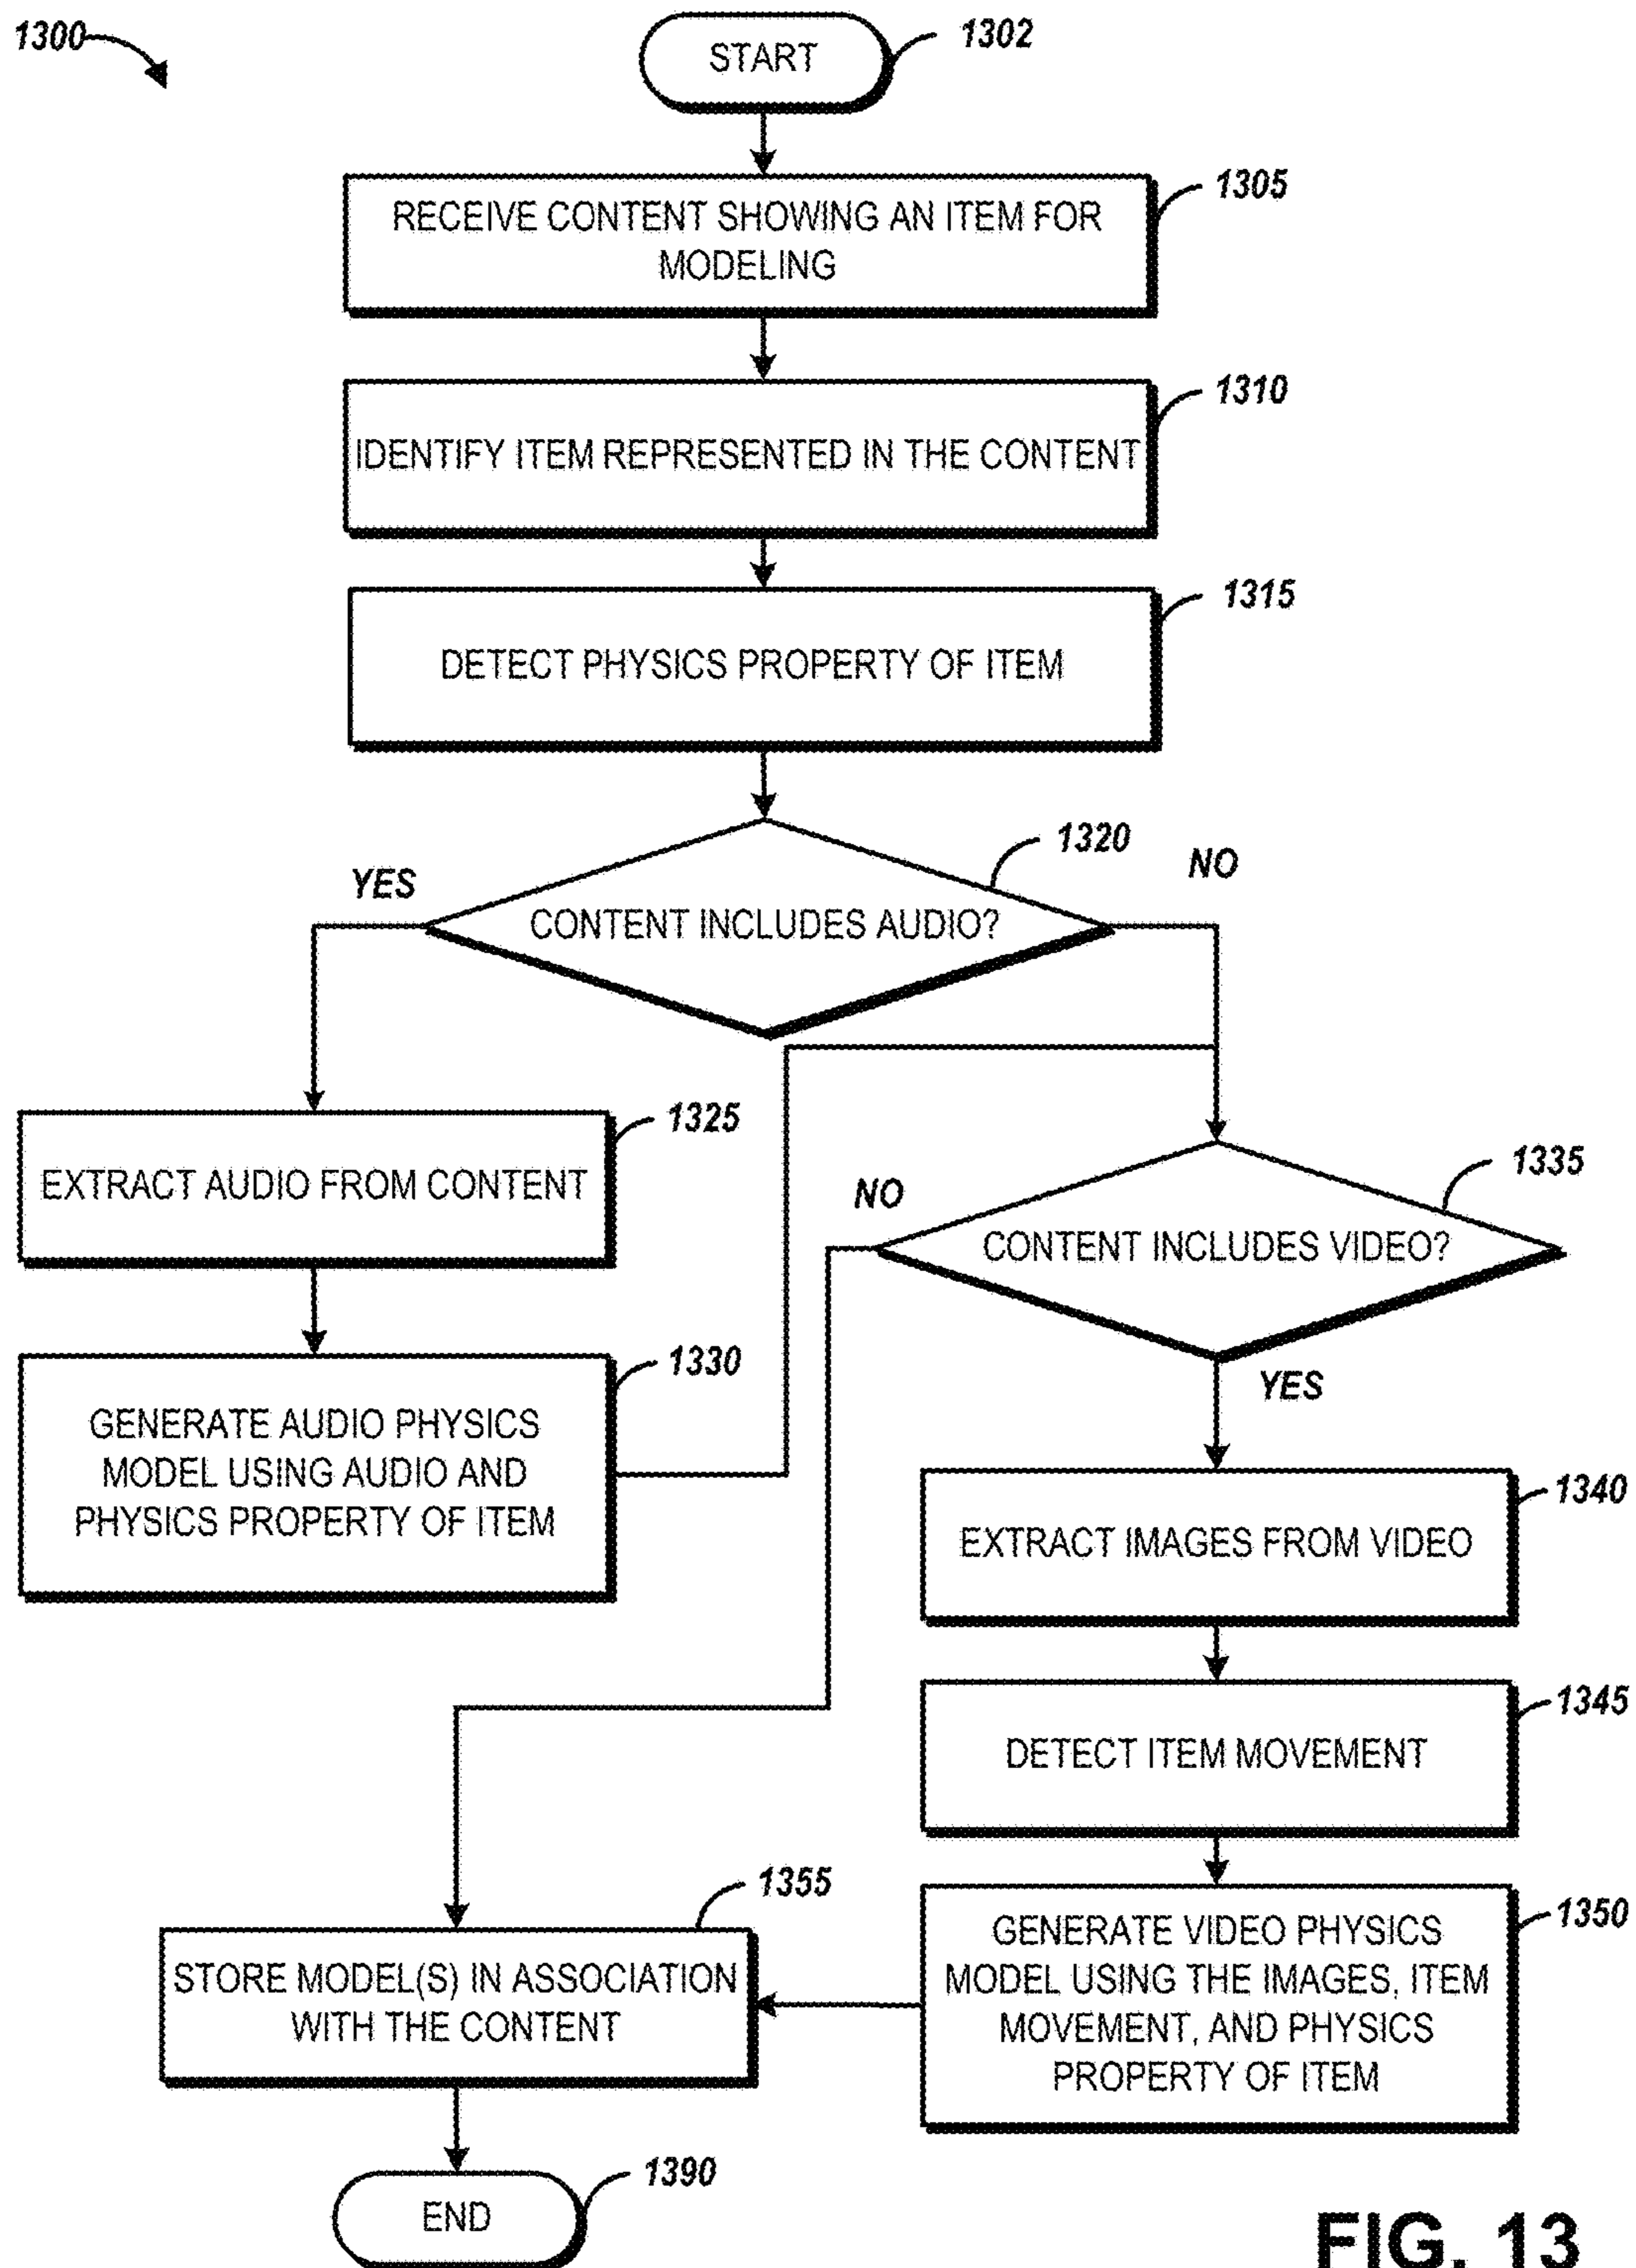 1300
START
1302
1305
RECEIVE CONTENT SHOWING AN ITEM FOR
MODELING
1310
IDENTIFY ITEM REPRESENTED IN THE CONTENT
1315
DETECT PHYSICS PROPERTY OF ITEM
1320
YES
NO
CONTENT INCLUDES AUDIO?
1325
EXTRACT AUDIO FROM CONTENT
1335
NO
CONTENT INCLUDES VIDEO?
YES
1330
GENERATE AUDIO PHYSICS
MODEL USING AUDIO AND
PHYSICS PROPERTY OF ITEM
1340
EXTRACT IMAGES FROM VIDEO
1345
DETECT ITEM MOVEMENT
1350
GENERATE VIDEO PHYSICS
MODEL USING THE IMAGES, ITEM
MOVEMENT, AND PHYSICS
PROPERTY OF ITEM
1355
STORE MODEL(S) IN ASSOCIATION
WITH THE CONTENT
1390
END
FIG. 13